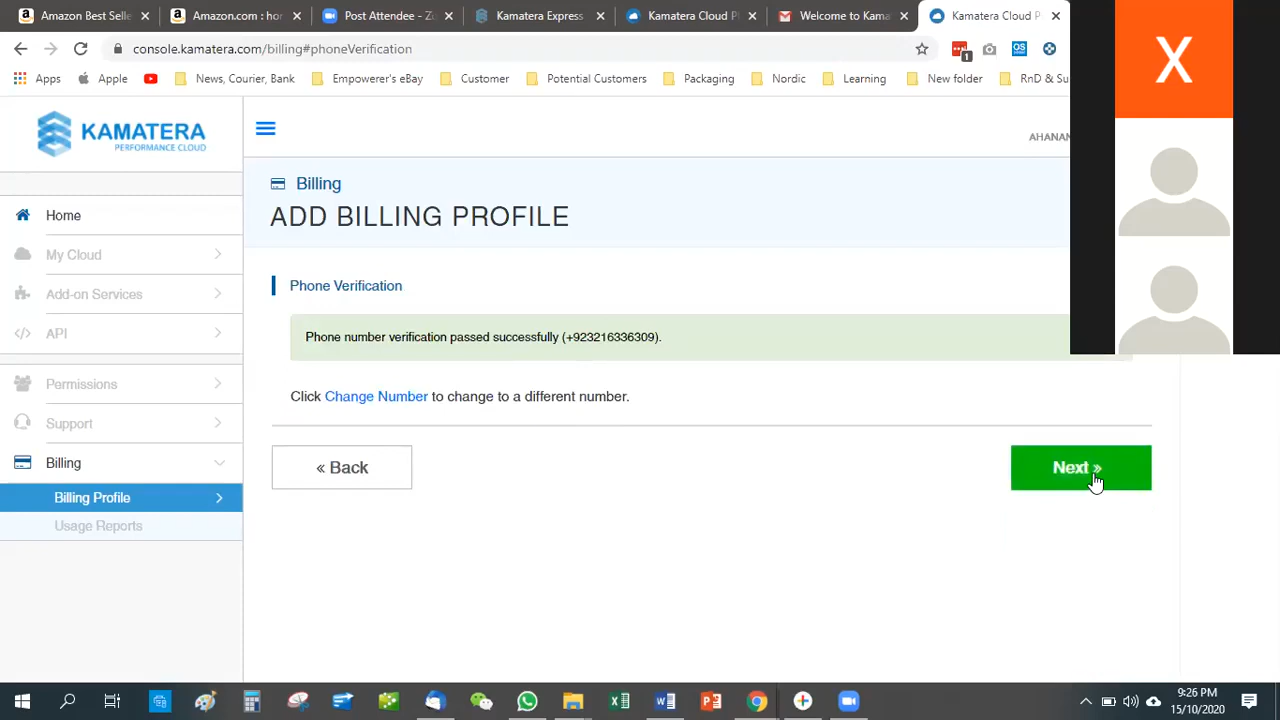 Amazon Best Selle
Amazon.com : hor
Post Attendee - Zo
Kamatera Express
Kamatera Cloud Pl
Welcome to Kama
Kamatera Cloud P
console.kamatera.com/billing#phoneVerification
1
QS
Apps
Apple
News, Courier, Bank
Empowerer's eBay
Customer
Potential Customers
Packaging
Nordic
Learning
New folder
RnD & Su
X
KAMATERA
PERFORMANCE CLOUD
AHANAN
Billing
ADD BILLING PROFILE
Home
My Cloud
Add-on Services
API
Permissions
Support
Billing
Billing Profile
Usage Reports
Phone Verification
Phone number verification passed successfully (+923216336309).
Click Change Number to change to a different number.
« Back
Next »
9:26 PM
15/10/2020